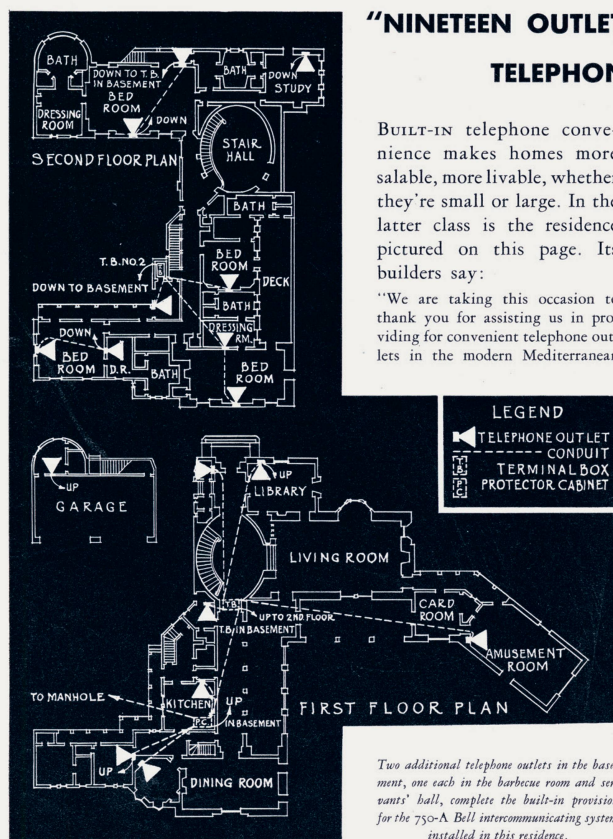 "NINETEEN OUTLET
TELEPHON
BUILT-IN telephone conve-
nience makes homes more
salable, more livable, whether
they're small or large. In the
latter class is the residence
pictured on this page. Its
builders say:
"We are taking this occasion to
thank you for assisting us in pro-
viding for convenient telephone out-
lets in the modern Mediterranean
BATH
DOWN TO T.B.
IN BASEMENT
BED
ROOM
DRESSING
ROOM
DOWN
BATH
DOWN
STUDY
SECOND FLOOR PLAN
STAIR
HALL
BATH
T.B. NO.2
T
B
BED
ROOM
DECK
DOWN TO BASEMENT
BATH
DRESSING
RM.
DOWN
BED
ROOM
D.R.
BATH
BED
ROOM
LEGEND
TELEPHONE OUTLET
CONDUIT
T
B
TERMINAL BOX
P
C
PROTECTOR CABINET
UP
GARAGE
UP
LIBRARY
LIVING ROOM
T.B.
UP TO 2ND. FLOOR
T.B. IN BASEMENT
CARD
ROOM
AMUSEMENT
ROOM
TO MANHOLE
KITCHEN
UP
P.C.
IN BASEMENT
FIRST FLOOR PLAN
UP
DINING ROOM
Two additional telephone outlets in the base-
ment, one each in the barbecue room and ser-
vants' hall, complete the built-in provision
for the 750-A Bell intercommunicating system
installed in this residence.